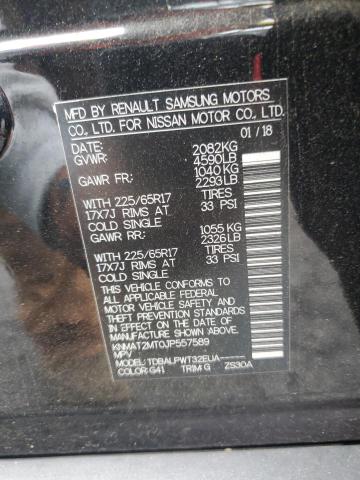 MFD BY RENAULT SAMSUNG MOTORS
CO., LTD. FOR NISSAN MOTOR CO., LTD.
DATE: 01/18
GVWR: 2082KG
4590LB
GAWR FR: 1040 KG
2293LB
WITH 225/65R17 TIRES
17X7J RIMS AT 33 PSI
COLD SINGLE
GAWR RR: 1055 KG
2326LB
WITH 225/65R17 TIRES
17X7J RIMS AT 33 PSI
COLD SINGLE
THIS VEHICLE CONFORMS TO
ALL APPLICABLE FEDERAL
MOTOR VEHICLE SAFETY
AND BUMPER STANDARDS
IN EFFECT ON THE DATE OF
MANUFACTURE SHOWN ABOVE.
KNMAT2MT0JP557589
MPV
MODEL: TDBALPWT32EUA-----
COLOR: G41 TRIM: G ZS30A